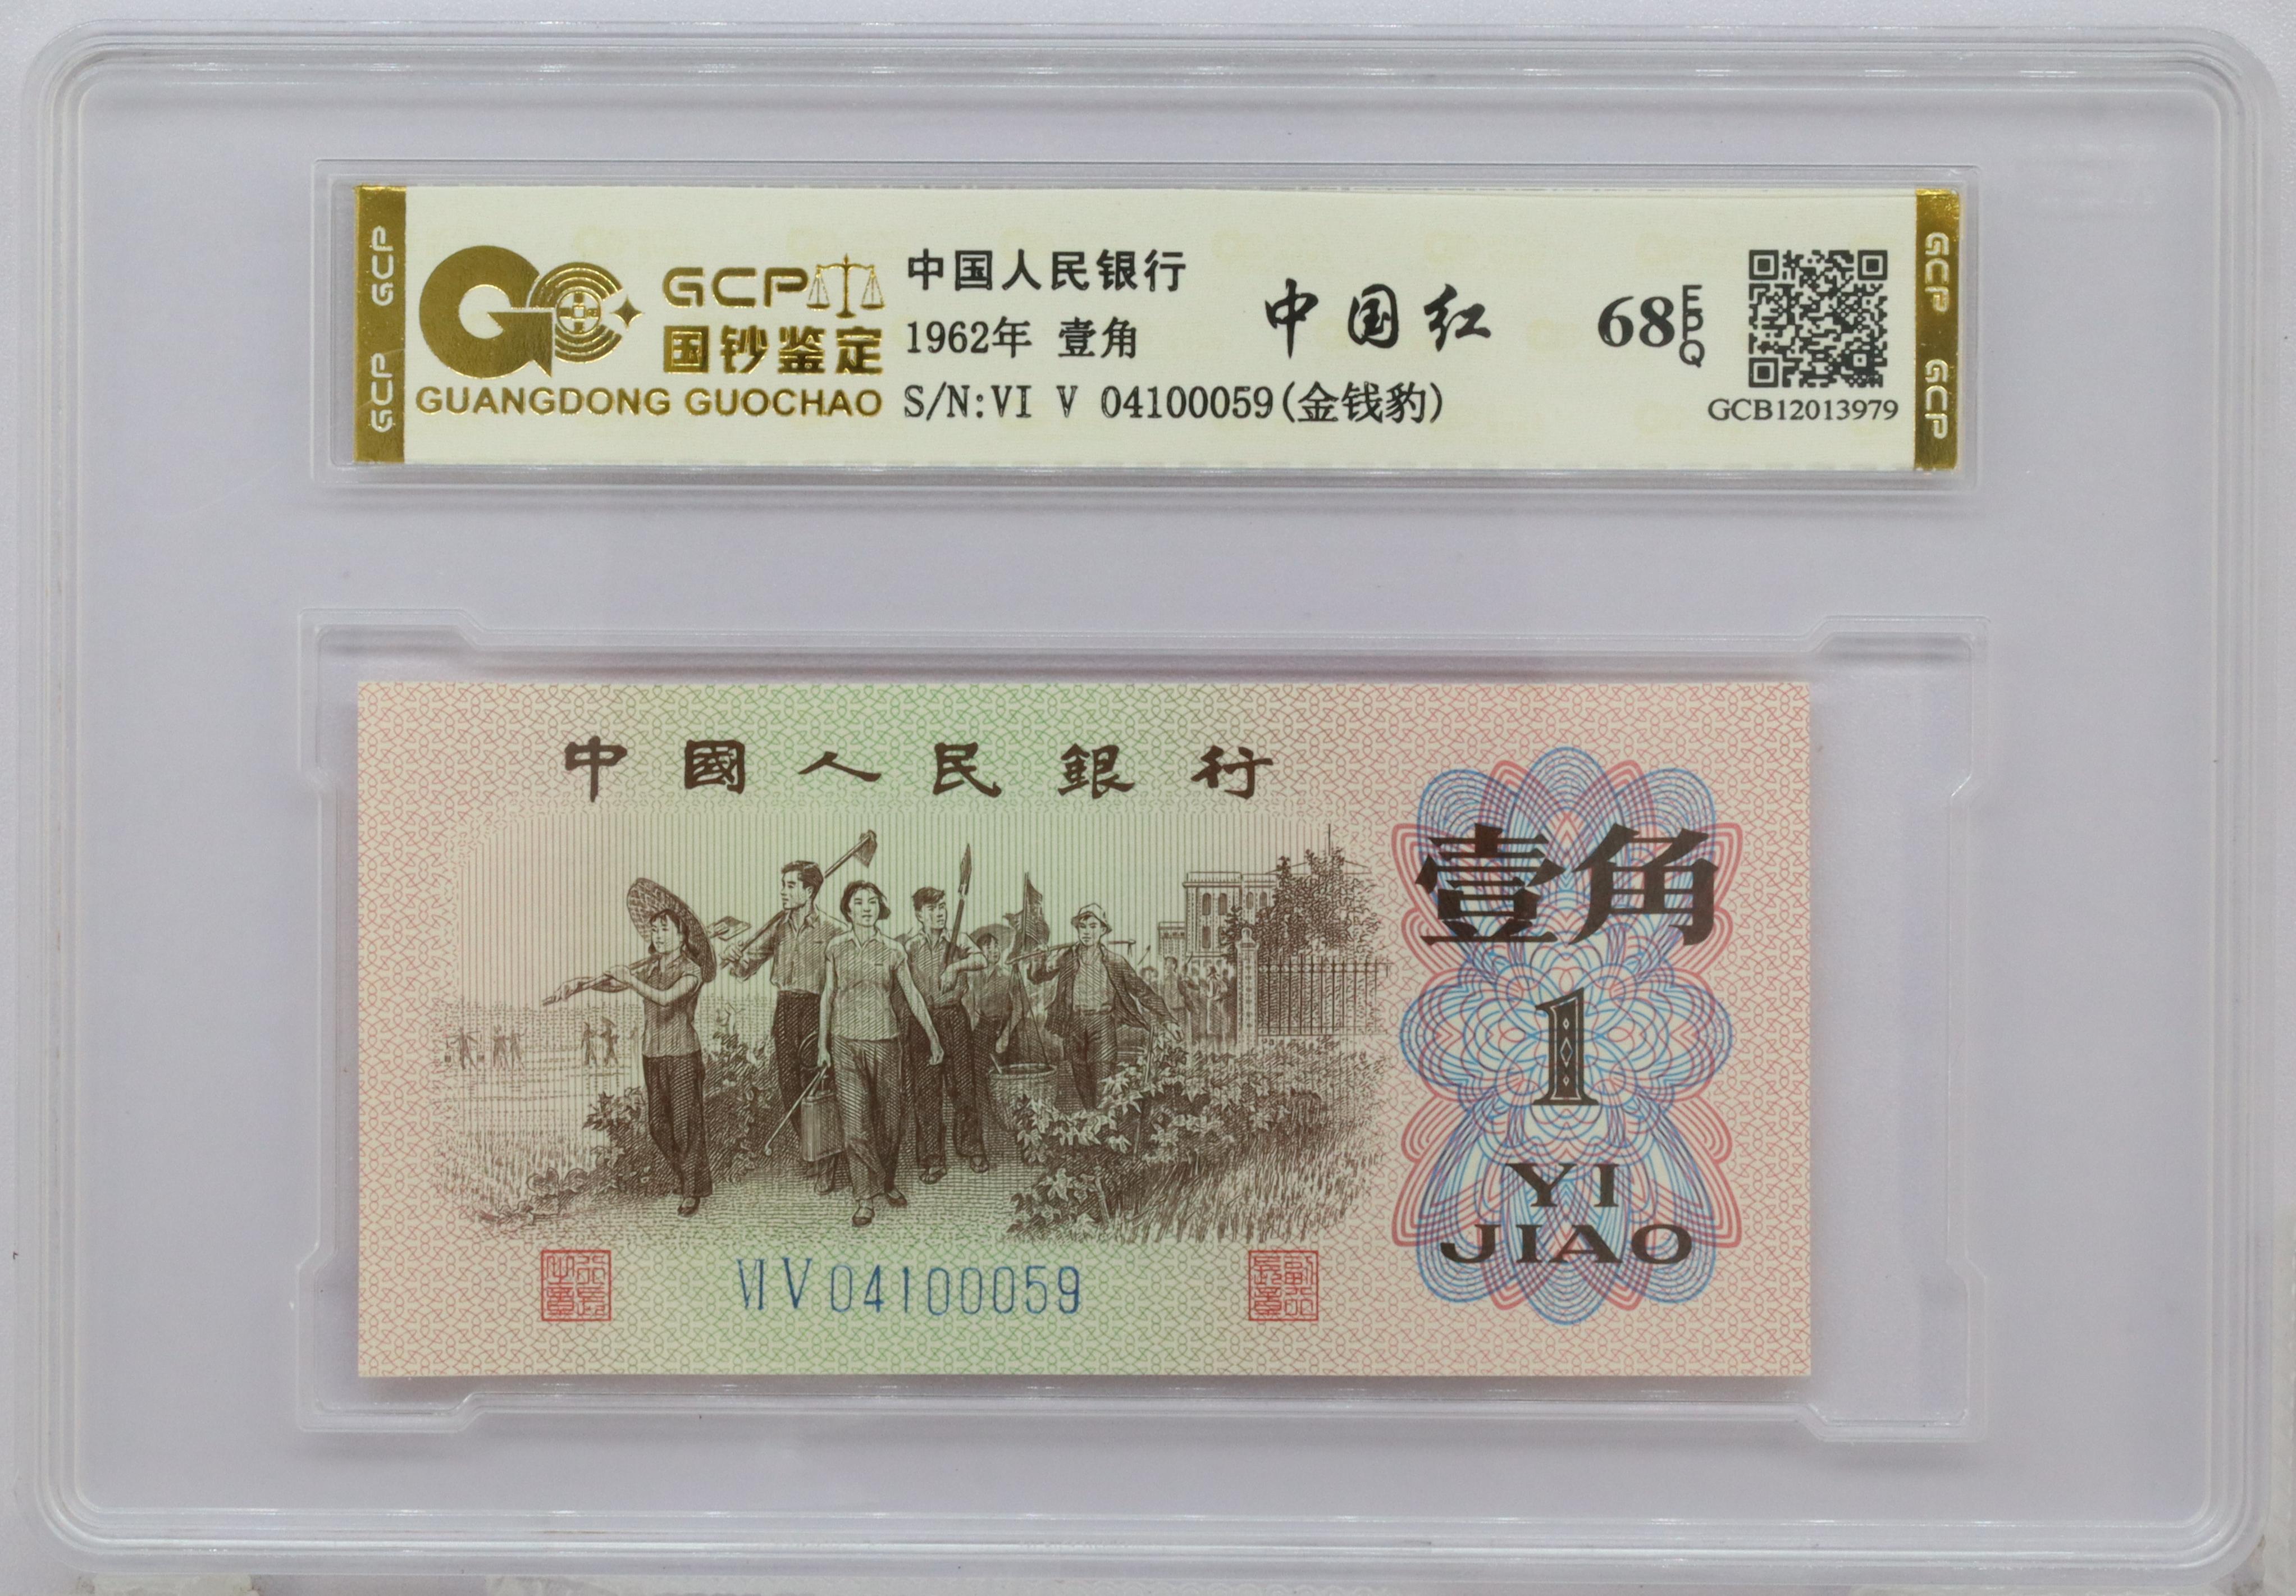 GCP GCP
GCP
国钞鉴定
GUANGDONG GUOCHAO
中国人民银行
1962年 壹角
S/N:VI V 04100059(金钱豹)
中国红
68 EPQ
GCB12013979
GCP GCP
中國人民銀行
壹角
1
YI
JIAO
VI V 04100059